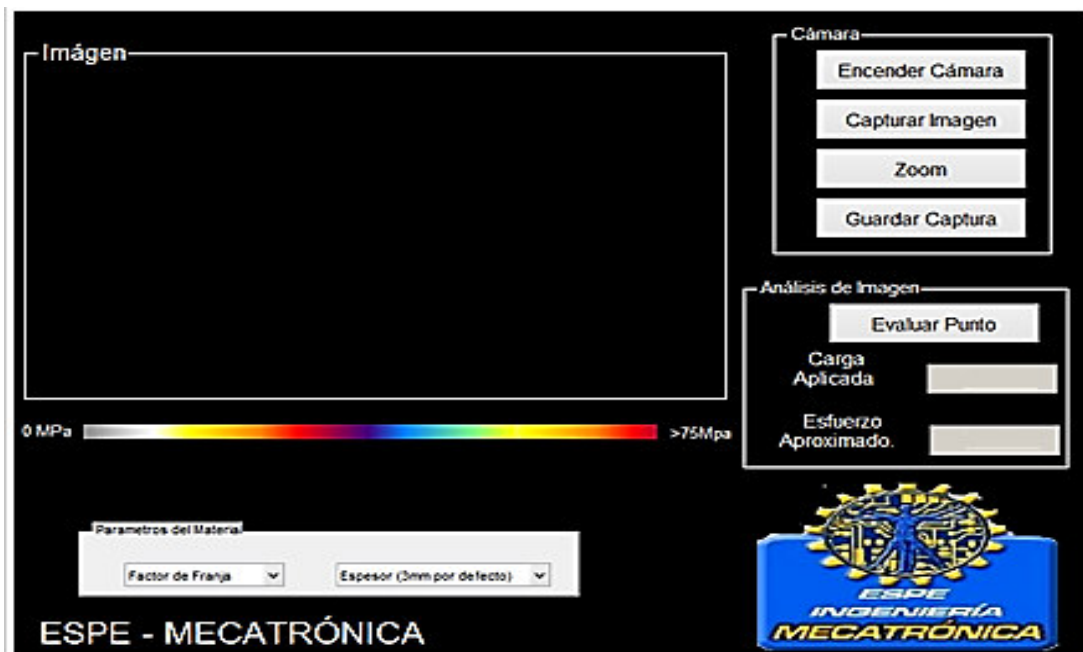 Imágen
Cámara
Encender Cámara
Capturar Imagen
Zoom
Guardar Captura
Análisis de Imagen
Evaluar Punto
Carga
Aplicada
Esfuerzo
Aproximado.
0 MPa
>75Mpa
Parametros del Material
Factor de Franja
Espesor (3mm por defecto)
ESPE - MECATRÓNICA
ESPE
INGENIERÍA
MECATRÓNICA